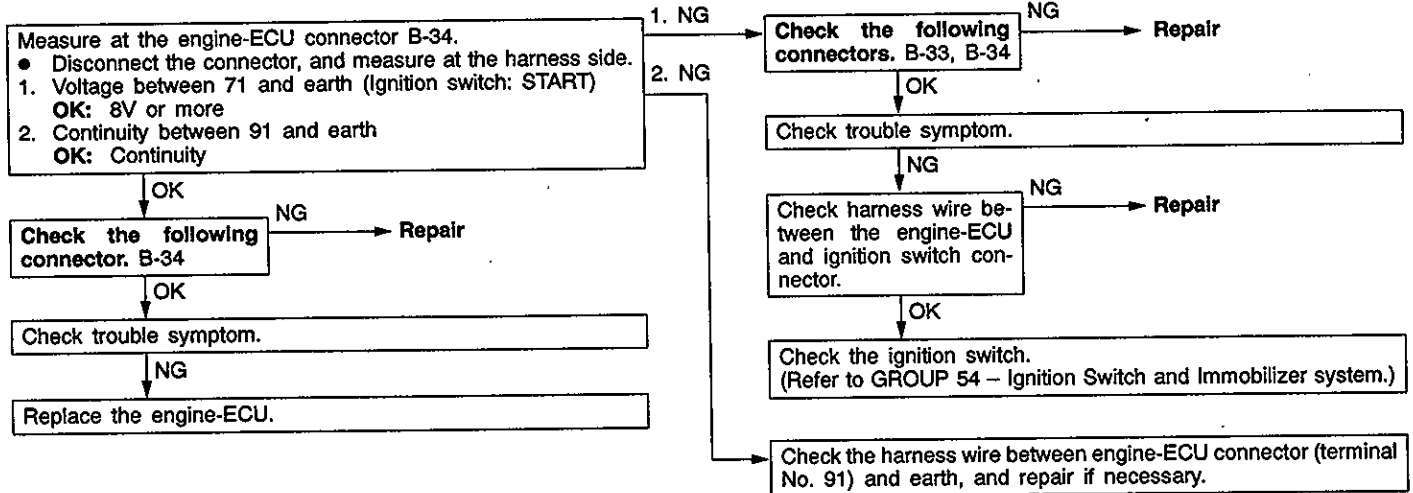 Measure at the engine-ECU connector B-34.
● Disconnect the connector, and measure at the harness side.
1. Voltage between 71 and earth (Ignition switch: START)
OK: 8V or more
2. Continuity between 91 and earth
OK: Continuity
OK
Check the following
connector. B-34
NG
Repair
OK
Check trouble symptom.
NG
Replace the engine-ECU.
1. NG
2. NG
Check the following
connectors. B-33, B-34
NG
Repair
OK
Check trouble symptom.
NG
Check harness wire be-
tween the engine-ECU
and ignition switch con-
nector.
NG
Repair
OK
Check the ignition switch.
(Refer to GROUP 54 – Ignition Switch and Immobilizer system.)
Check the harness wire between engine-ECU connector (terminal
No. 91) and earth, and repair if necessary.